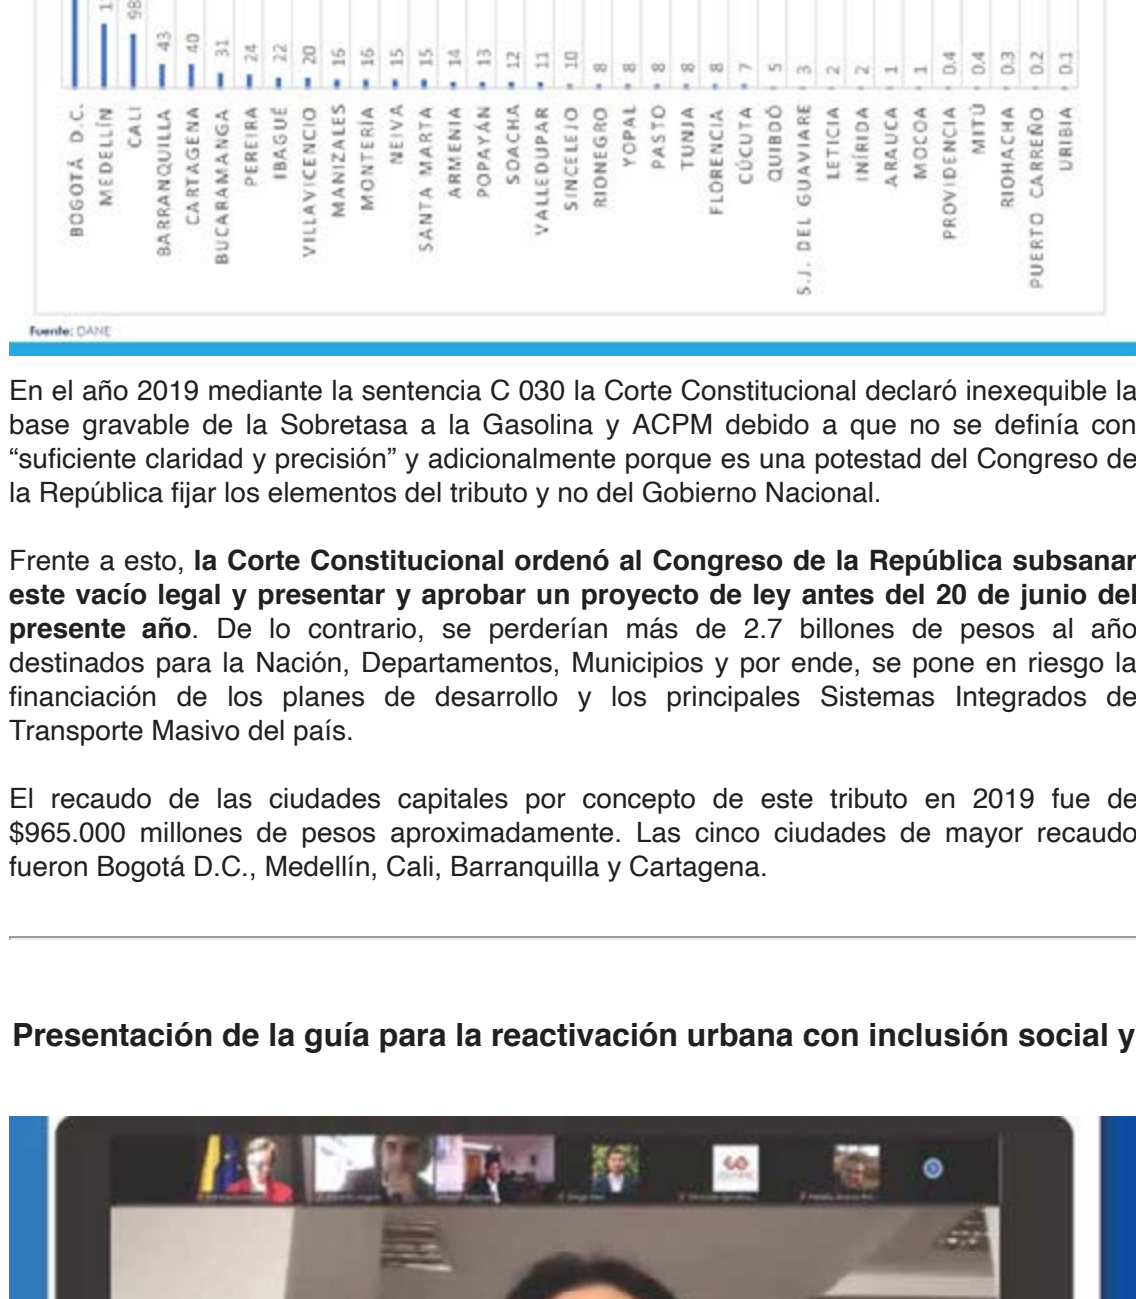 98
43
40
31
24
22
20
16
16
15
15
14
13
12
11
10
8
8
8
8
8
7
5
3
2
2
1
1
0.4
0.4
0.3
0.2
0.1
BOGOTÁ D.C.
MEDELLÍN
CALI
BARRANQUILLA
CARTAGENA
BUCARAMANGA
PEREIRA
IBAGUÉ
VILLAVICENCIO
MANIZALES
MONTERÍA
NEIVA
SANTA MARTA
ARMENIA
POPAYÁN
SOACHA
VALLEDUPAR
SINCELEJO
RIONEGRO
YOPAL
PASTO
TUNJA
FLORENCIA
CÚCUTA
QUIBDÓ
S.J. DEL GUAVIARE
LETICIA
INÍRIDA
ARAUCA
MOCOA
PROVIDENCIA
MITÚ
RIOHACHA
PUERTO CARREÑO
URIBIA
Fuente: DANE
En el año 2019 mediante la sentencia C 030 la Corte Constitucional declaró inexequible la
base gravable de la Sobretasa a la Gasolina y ACPM debido a que no se definía con
“suficiente claridad y precisión” y adicionalmente porque es una potestad del Congreso de
la República fijar los elementos del tributo y no del Gobierno Nacional.
Frente a esto, la Corte Constitucional ordenó al Congreso de la República subsanar
este vacío legal y presentar y aprobar un proyecto de ley antes del 20 de junio del
presente año. De lo contrario, se perderían más de 2.7 billones de pesos al año
destinados para la Nación, Departamentos, Municipios y por ende, se pone en riesgo la
financiación de los planes de desarrollo y los principales Sistemas Integrados de
Transporte Masivo del país.
El recaudo de las ciudades capitales por concepto de este tributo en 2019 fue de
$965.000 millones de pesos aproximadamente. Las cinco ciudades de mayor recaudo
fueron Bogotá D.C., Medellín, Cali, Barranquilla y Cartagena.
Presentación de la guía para la reactivación urbana con inclusión social y